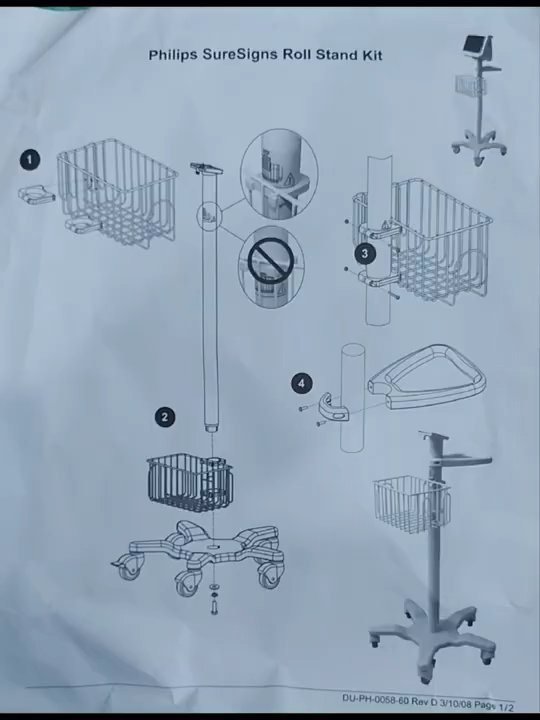 Philips SureSigns Roll Stand Kit
1
3
4
2
DU-PH-0058-60 Rev D 3/10/08 Page 1/2